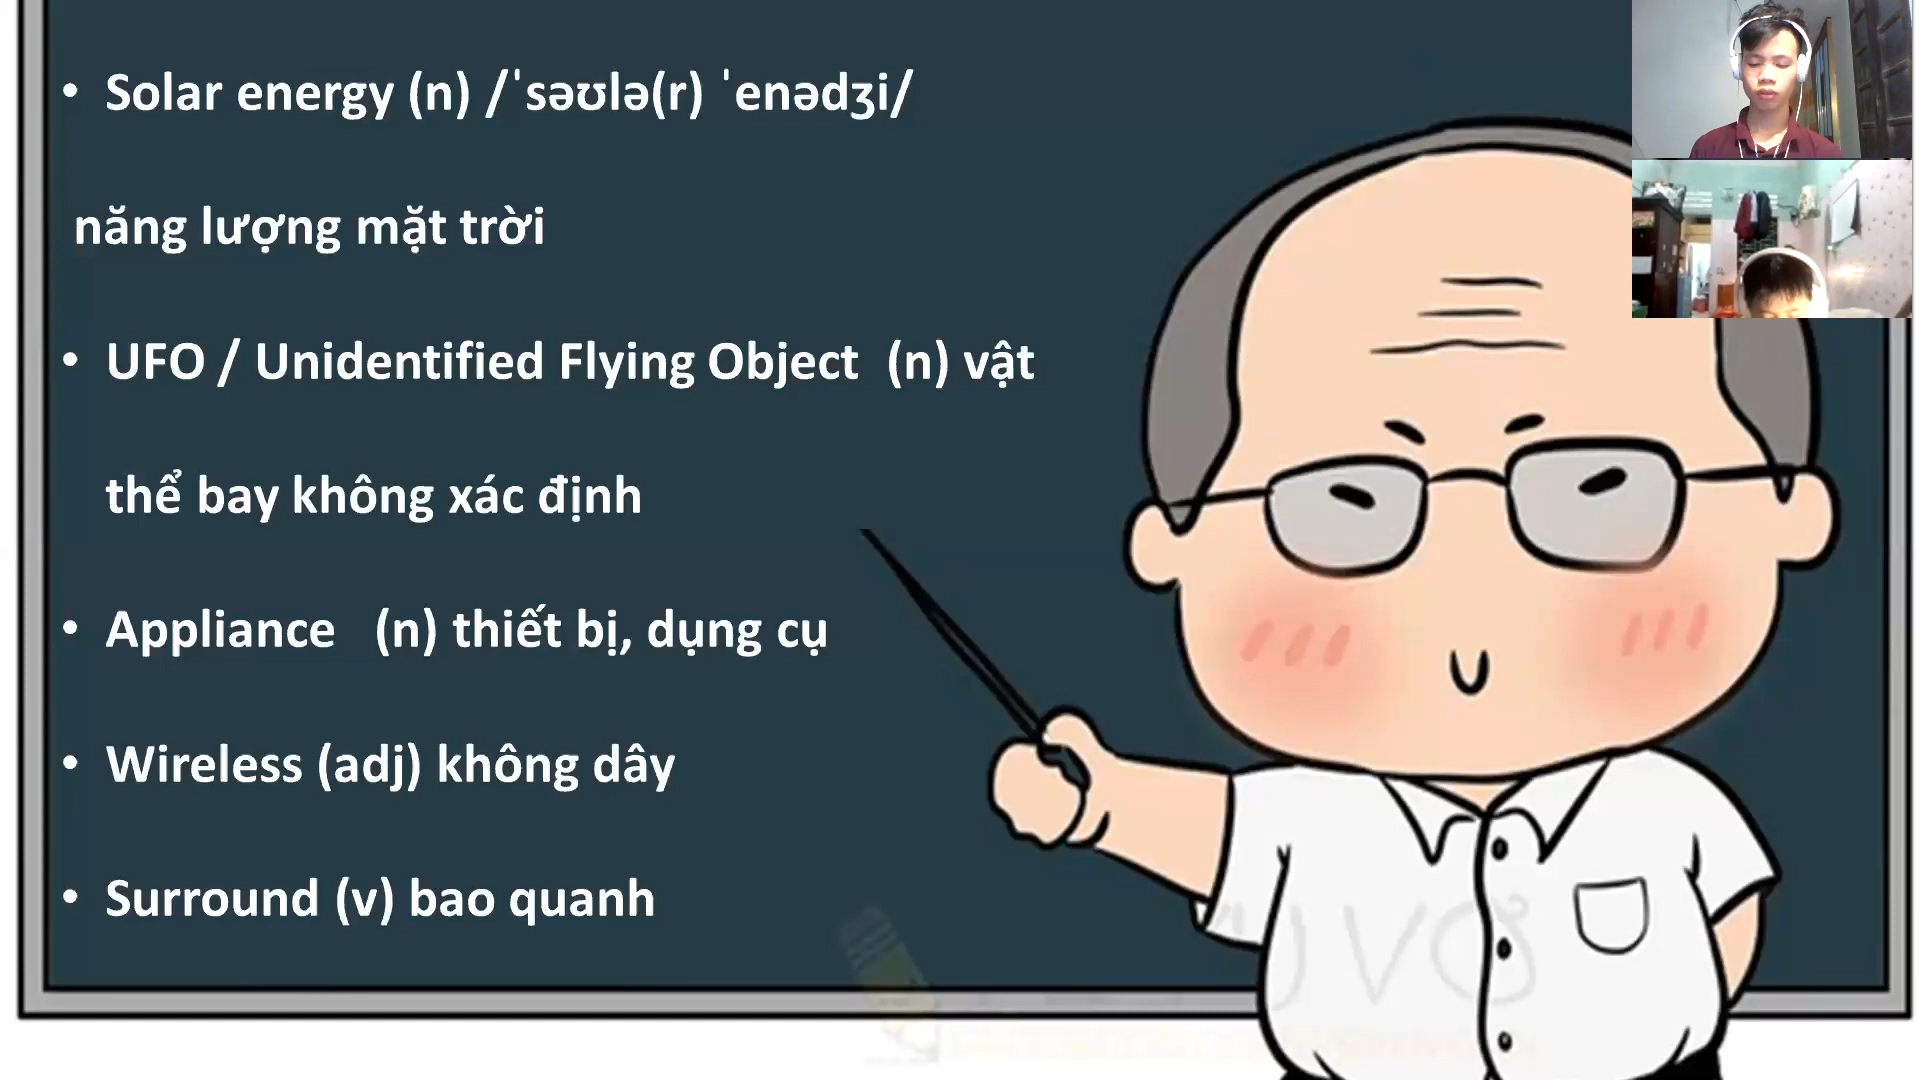 • Solar energy (n) /ˈsəʊlə(r) ˈenədʒi/
năng lượng mặt trời
• UFO / Unidentified Flying Object (n) vật
thể bay không xác định
• Appliance (n) thiết bị, dụng cụ
• Wireless (adj) không dây
• Surround (v) bao quanh